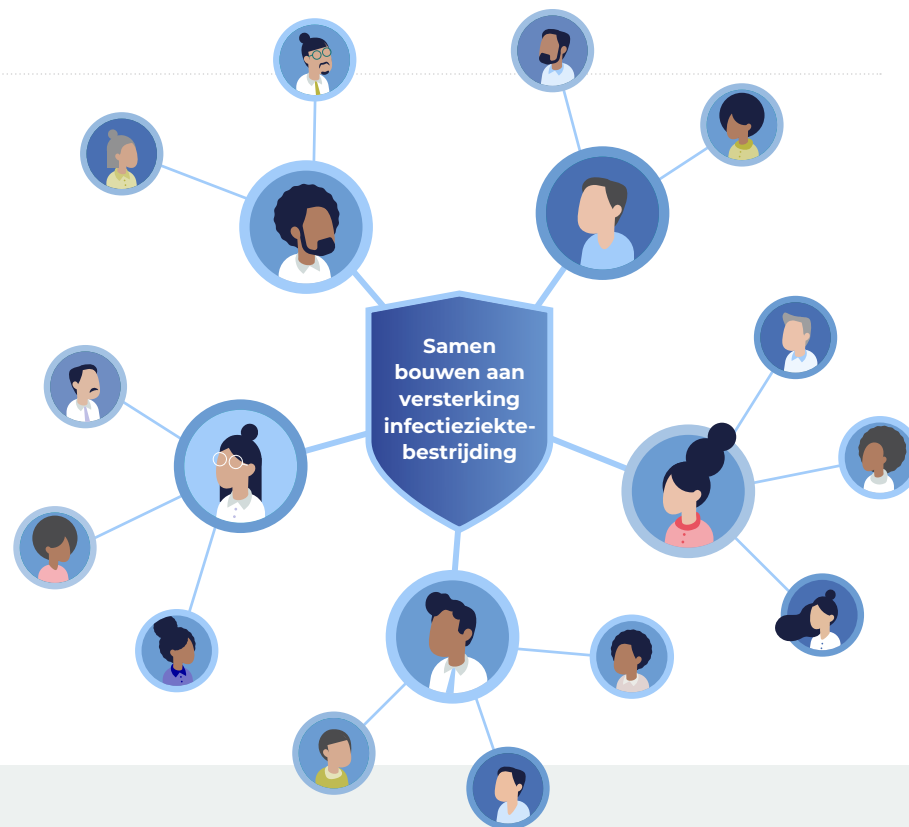 Samen
bouwen aan
versterking
infectieziekte-
bestrijding